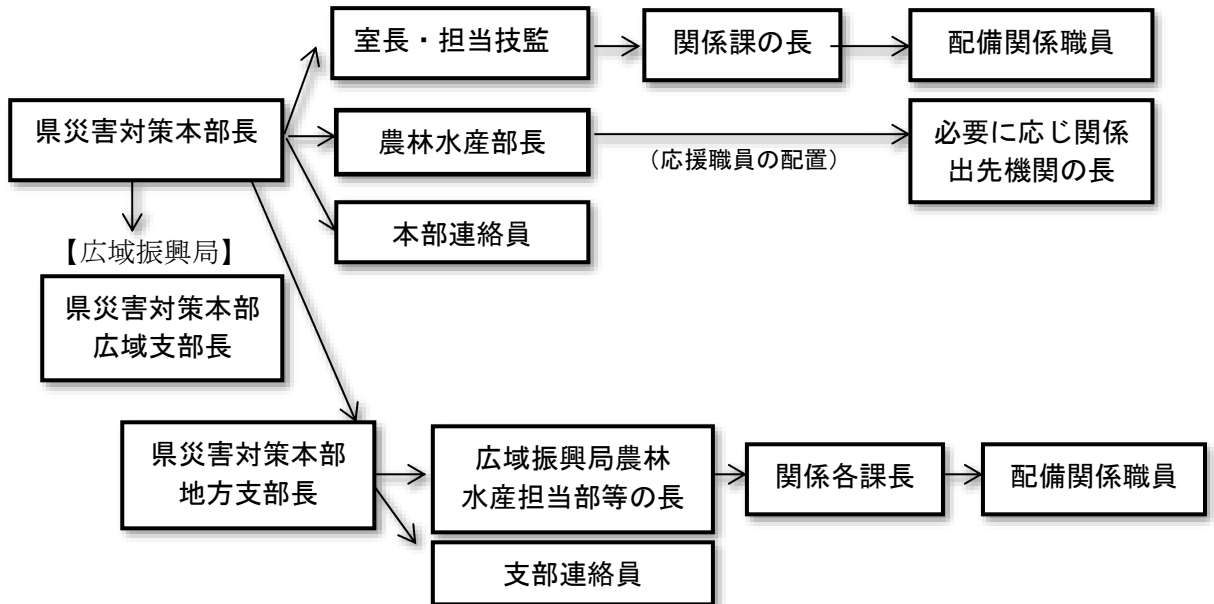 室長・担当技監
関係課の長
配備関係職員
県災害対策本部長
農林水産部長
（応援職員の配置）
必要に応じ関係
出先機関の長
本部連絡員
【広域振興局】
県災害対策本部
広域支部長
県災害対策本部
地方支部長
広域振興局農林
水産担当部等の長
関係各課長
配備関係職員
支部連絡員